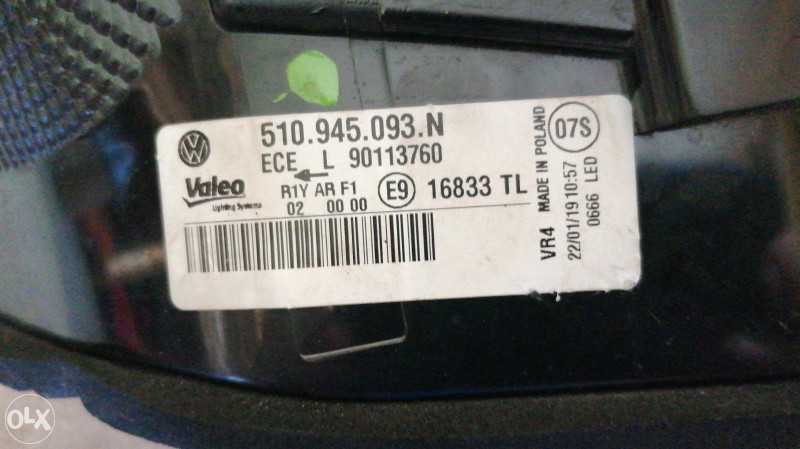 510.945.093.N
ECE L 90113760
Valeo
Lighting Systems
R1Y AR F1
02 00 00
E9 16833 TL
VR4 MADE IN POLAND
22/01/19 10:57
0666 LED
07S
OLX